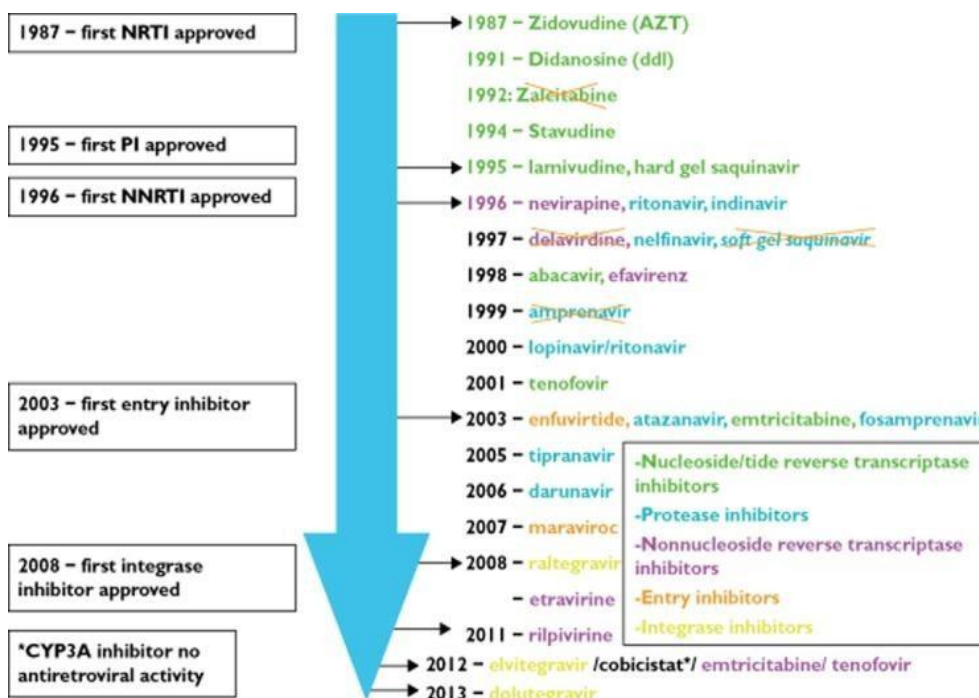 1987 – first NRTI approved
1987 – Zidovudine (AZT)
1991 – Didanosine (ddI)
1992: Zalcitabine
1994 – Stavudine
1995 – first PI approved
1995 – lamivudine, hard gel saquinavir
1996 – first NNRTI approved
1996 – nevirapine, ritonavir, indinavir
1997 – delavirdine, nelfinavir, soft gel saquinavir
1998 – abacavir, efavirenz
1999 – amprenavir
2000 – lopinavir/ritonavir
2001 – tenofovir
2003 – first entry inhibitor
approved
2003 – enfuvirtide, atazanavir, emtricitabine, fosamprenavir
2005 – tipranavir
2006 – darunavir
2007 – maraviroc
2008 – first integrase
inhibitor approved
2008 – raltegravir
– etravirine
2011 – rilpivirine
*CYP3A inhibitor no
antiretroviral activity
2012 – elvitegravir /cobicistat*/ emtricitabine/ tenofovir
2013 – dolutegravir
-Nucleoside/tide reverse transcriptase
inhibitors
-Protease inhibitors
-Nonnucleoside reverse transcriptase
inhibitors
-Entry inhibitors
-Integrase inhibitors